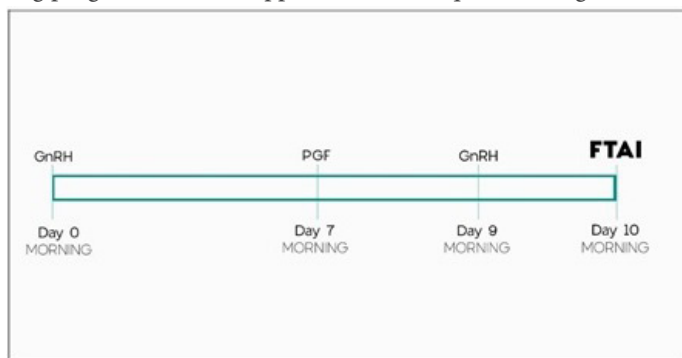 GnRH
PGF
GnRH
FTAI
Day 0
MORNING
Day 7
MORNING
Day 9
MORNING
Day 10
MORNING